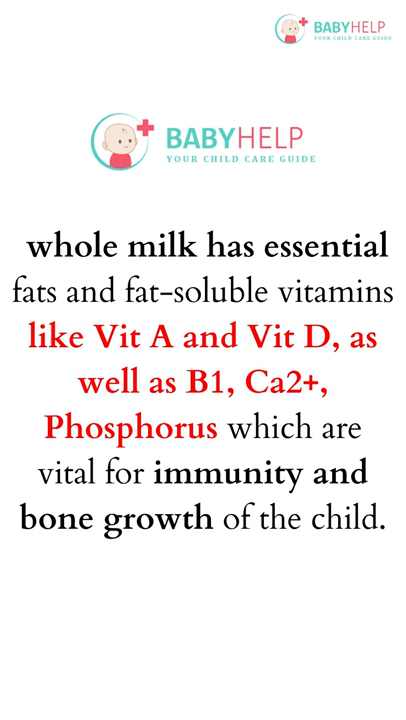 BABYHELP
YOUR CHILD CARE GUIDE
BABYHELP
YOUR CHILD CARE GUIDE
whole milk has essential
fats and fat-soluble vitamins
like Vit A and Vit D, as
well as B1, Ca2+,
Phosphorus which are
vital for immunity and
bone growth of the child.